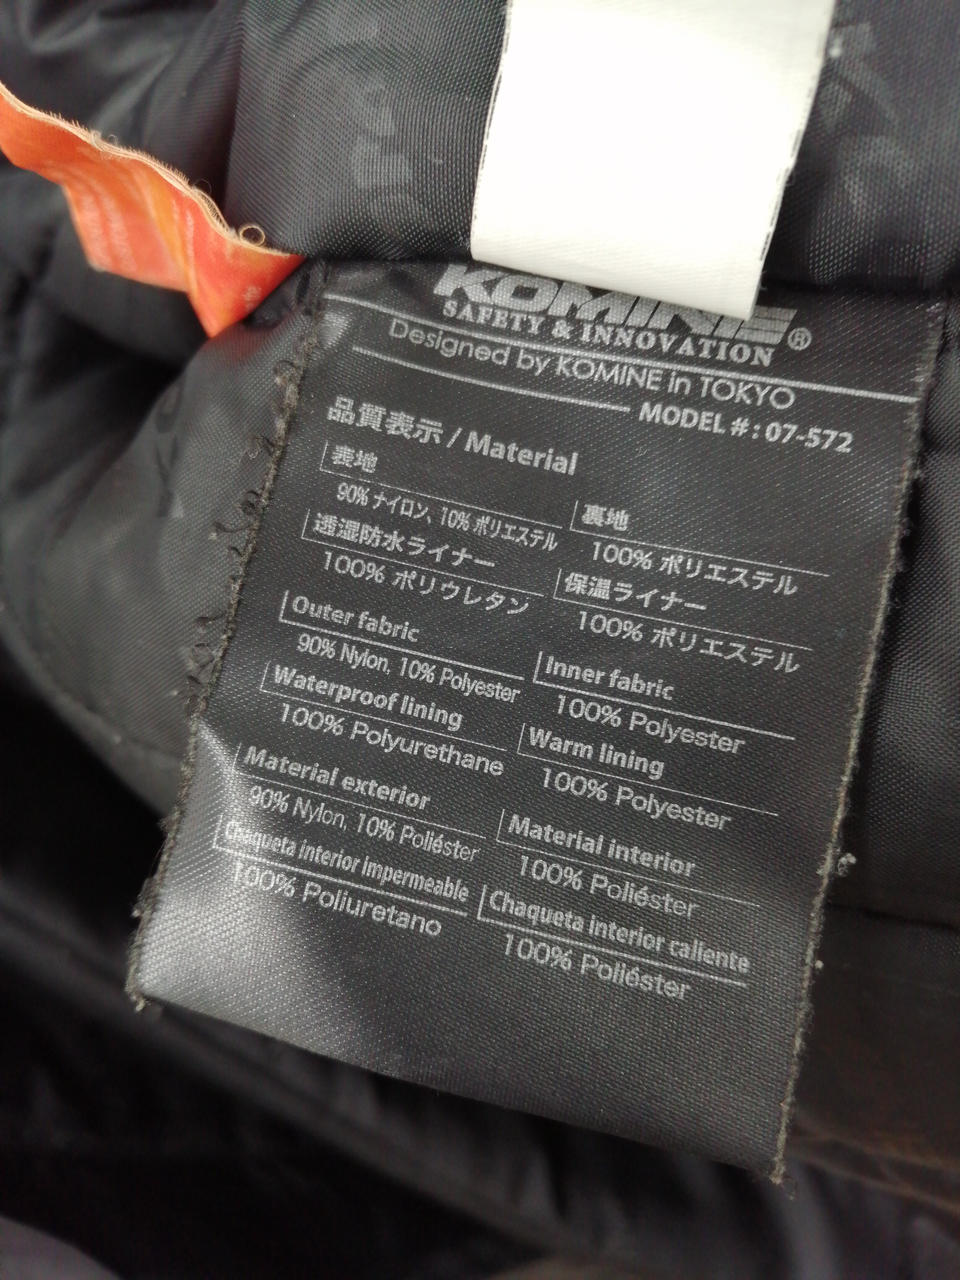 KOMINE®
SAFETY & INNOVATION
Designed by KOMINE in TOKYO
MODEL # : 07-572
品質表示 / Material
表地
90% ナイロン、10% ポリエステル
裏地
100% ポリエステル
透湿防水ライナー
100% ポリウレタン
保温ライナー
100% ポリエステル
Outer fabric
90% Nylon, 10% Polyester
Inner fabric
100% Polyester
Waterproof lining
100% Polyurethane
Warm lining
100% Polyester
Material exterior
90% Nylon, 10% Poliéster
Material interior
100% Poliéster
Chaqueta interior impermeable
100% Poliuretano
Chaqueta interior caliente
100% Poliéster